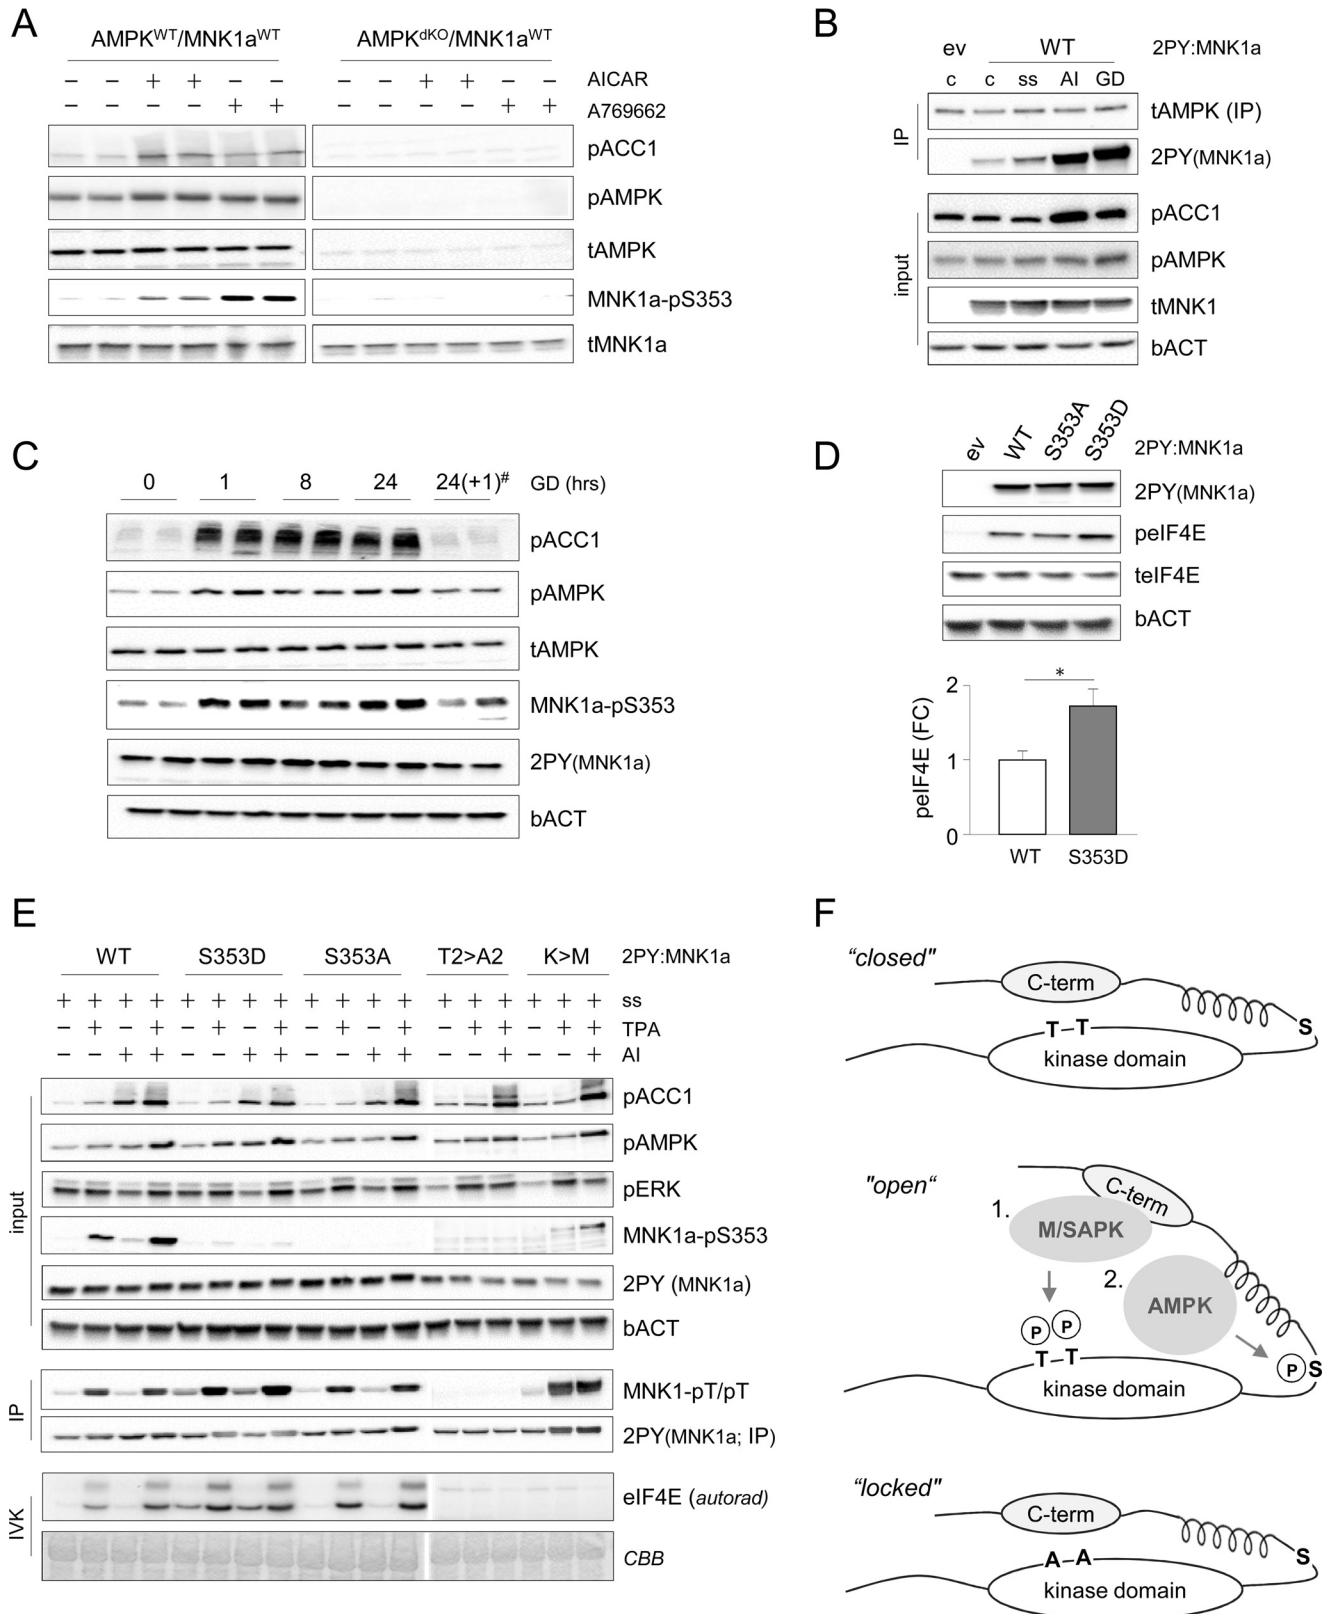 A
AMPKWT/MNK1aWT AMPKdKO/MNK1aWT
– – + + – – – – + + – – AICAR
– – – – + + – – – – + + A769662
pACC1
pAMPK
tAMPK
MNK1a-pS353
tMNK1a
B
ev WT 2PY:MNK1a
c c ss AI GD
IP
tAMPK (IP)
2PY(MNK1a)
input
pACC1
pAMPK
tMNK1
bACT
C
0 1 8 24 24(+1)# GD (hrs)
pACC1
pAMPK
tAMPK
MNK1a-pS353
2PY(MNK1a)
bACT
D
ev WT S353A S353D 2PY:MNK1a
2PY(MNK1a)
peIF4E
teIF4E
bACT
peIF4E (FC)
*
2
1
0
WT S353D
E
WT S353D S353A T2>A2 K>M 2PY:MNK1a
+ + + + + + + + + + + + + + + + + + ss
– + – + – + – + – + – + – + + – + + TPA
– – + + – – + + – – + + – – + – – + AI
input
pACC1
pAMPK
pERK
MNK1a-pS353
2PY (MNK1a)
bACT
IP
MNK1-pT/pT
2PY(MNK1a; IP)
IVK
eIF4E (autorad)
CBB
F
“closed"
C-term
T T S
kinase domain
"open“
C-term
1. M/SAPK
2. AMPK
P P
T T P S
kinase domain
“locked"
C-term
A A S
kinase domain